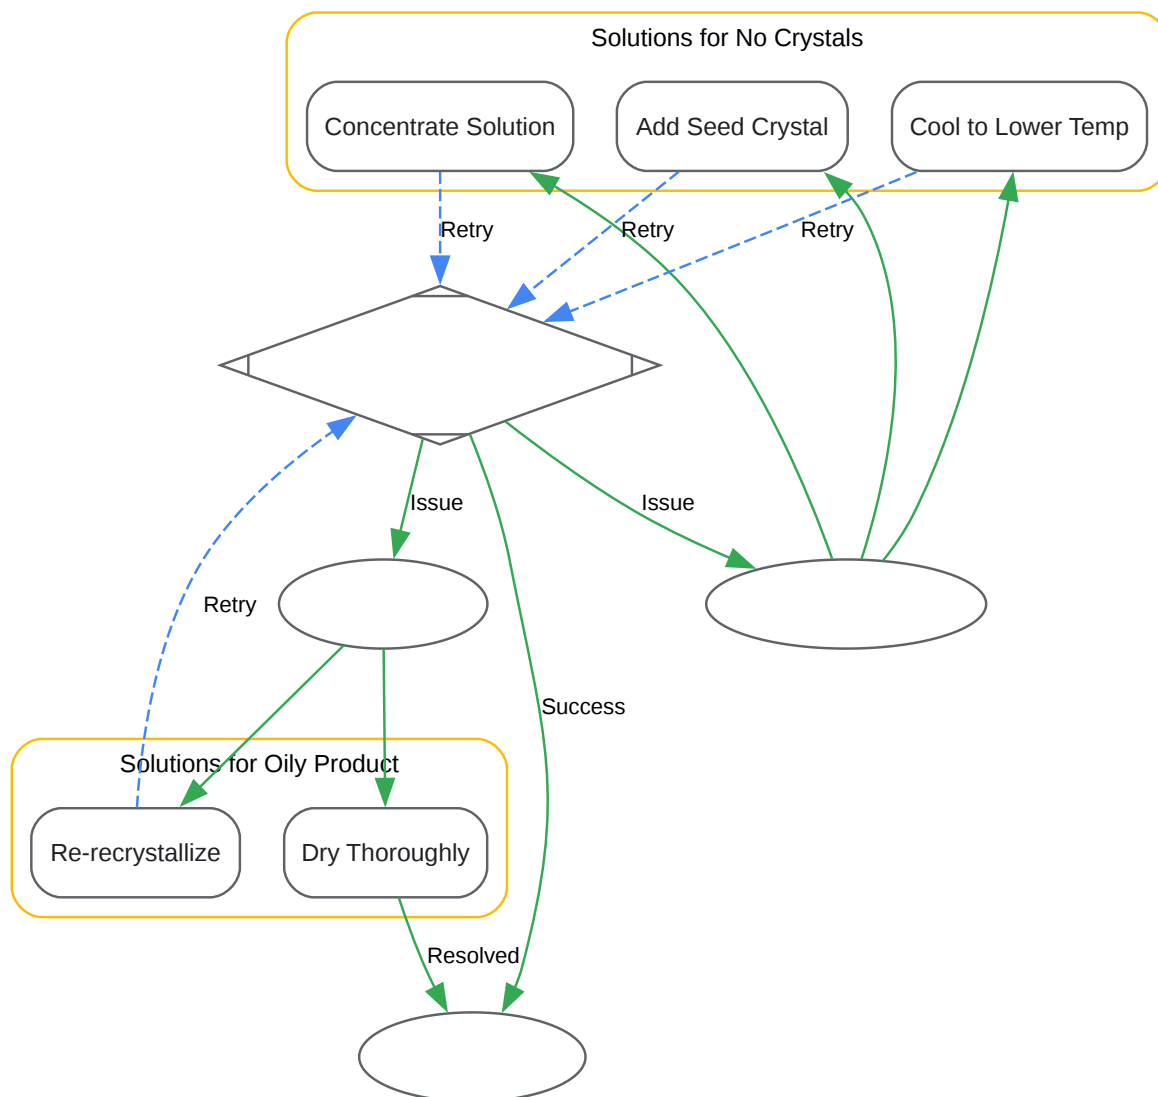 Solutions for No Crystals
Concentrate Solution
Add Seed Crystal
Cool to Lower Temp
Retry
Retry
Retry
Issue
Issue
Retry
Success
Solutions for Oily Product
Re-recrystallize
Dry Thoroughly
Resolved